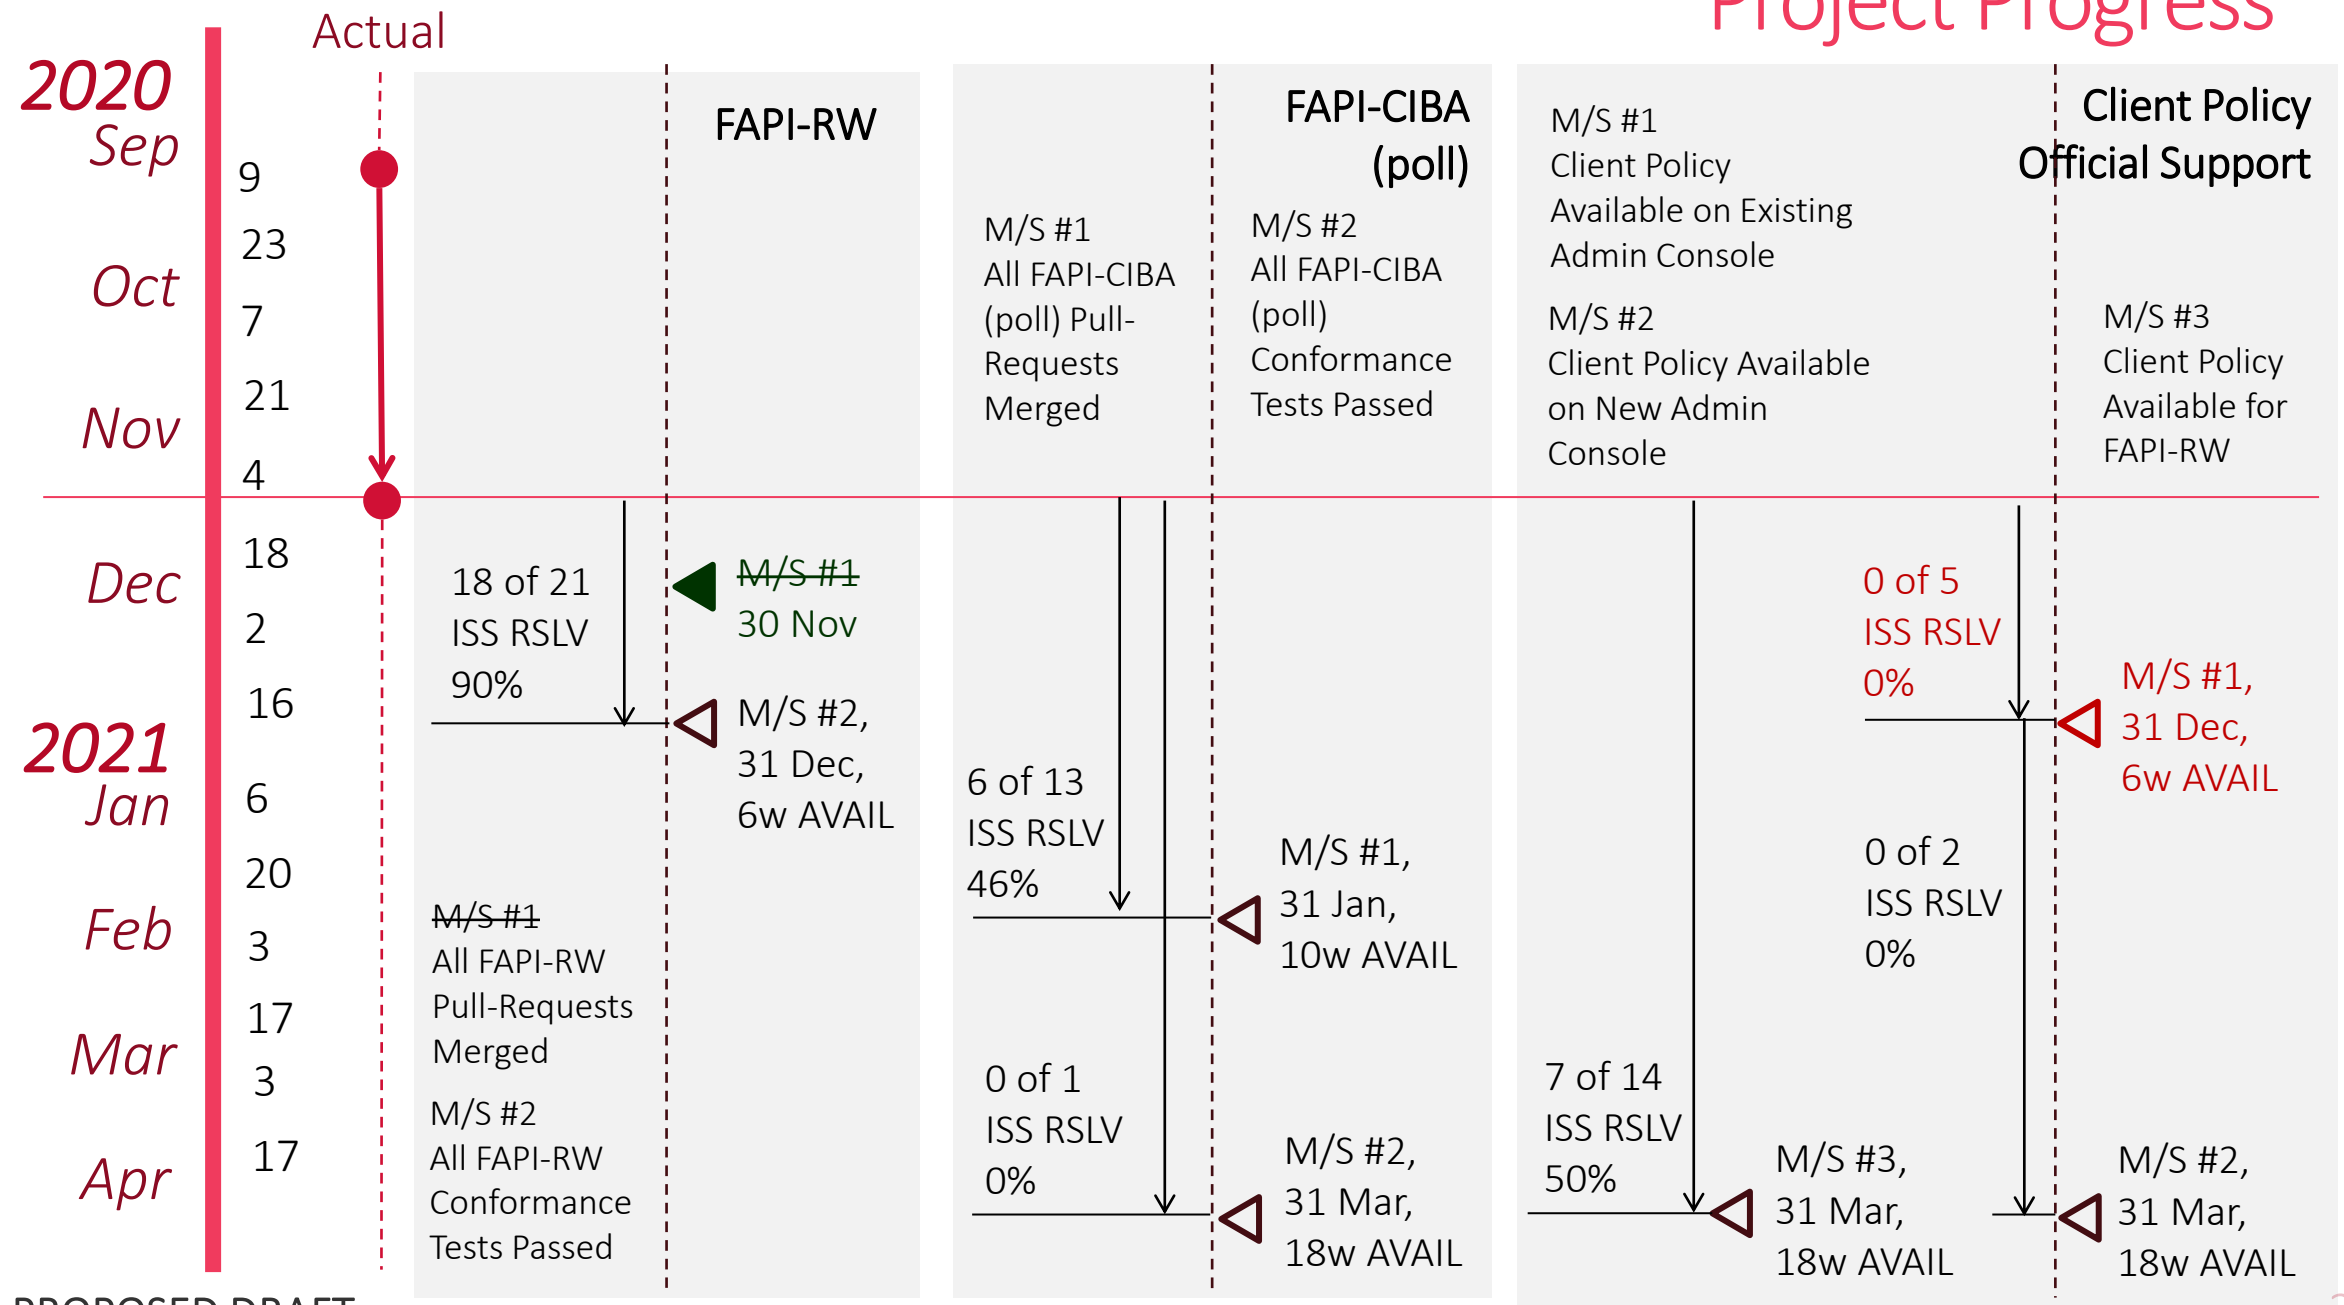 Project Progress
Actual
2020
Sep
9
23
Oct
7
21
Nov
4
18
Dec
2
16
2021
Jan
6
20
Feb
3
17
Mar
3
17
Apr
PROPOSED DRAFT
FAPI-RW
18 of 21
ISS RSLV
90%
M/S #1
30 Nov
M/S #2,
31 Dec,
6w AVAIL
M/S #1
All FAPI-RW
Pull-Requests
Merged
M/S #2
All FAPI-RW
Conformance
Tests Passed
FAPI-CIBA
(poll)
M/S #1
All FAPI-CIBA
(poll) Pull-
Requests
Merged
M/S #2
All FAPI-CIBA
(poll)
Conformance
Tests Passed
6 of 13
ISS RSLV
46%
M/S #1,
31 Jan,
10w AVAIL
0 of 1
ISS RSLV
0%
M/S #2,
31 Mar,
18w AVAIL
Client Policy
Official Support
M/S #1
Client Policy
Available on Existing
Admin Console
M/S #2
Client Policy Available
on New Admin
Console
M/S #3
Client Policy
Available for
FAPI-RW
0 of 5
ISS RSLV
0%
M/S #1,
31 Dec,
6w AVAIL
0 of 2
ISS RSLV
0%
7 of 14
ISS RSLV
50%
M/S #3,
31 Mar,
18w AVAIL
M/S #2,
31 Mar,
18w AVAIL